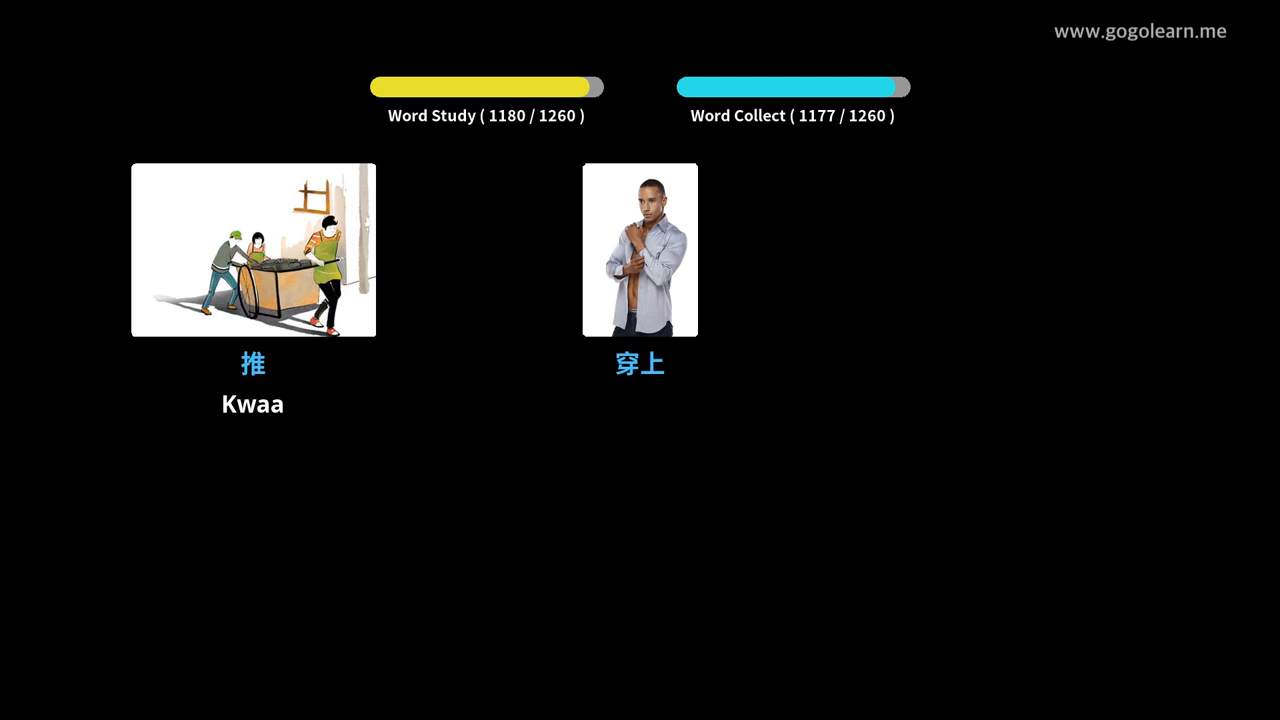 www.gogolearn.me
Word Study ( 1180 / 1260 )
Word Collect ( 1177 / 1260 )
推
穿上
Kwaa